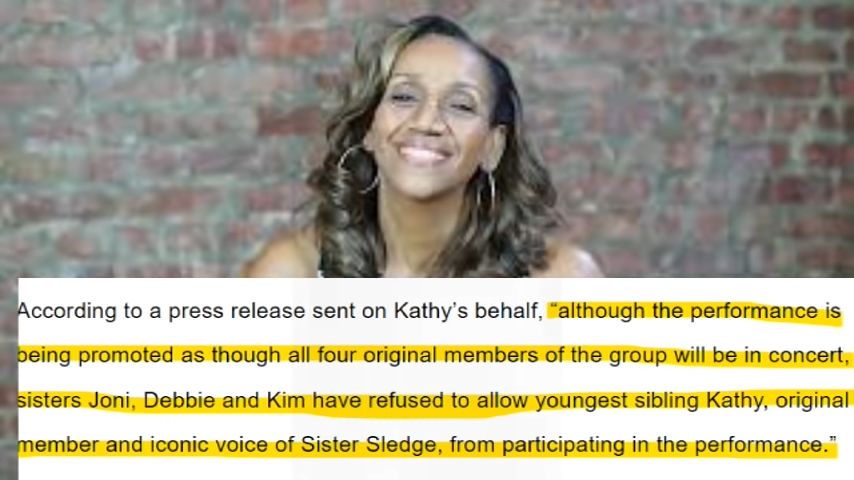 According to a press release sent on Kathy’s behalf, “although the performance is
being promoted as though all four original members of the group will be in concert,
sisters Joni, Debbie and Kim have refused to allow youngest sibling Kathy, original
member and iconic voice of Sister Sledge, from participating in the performance.”